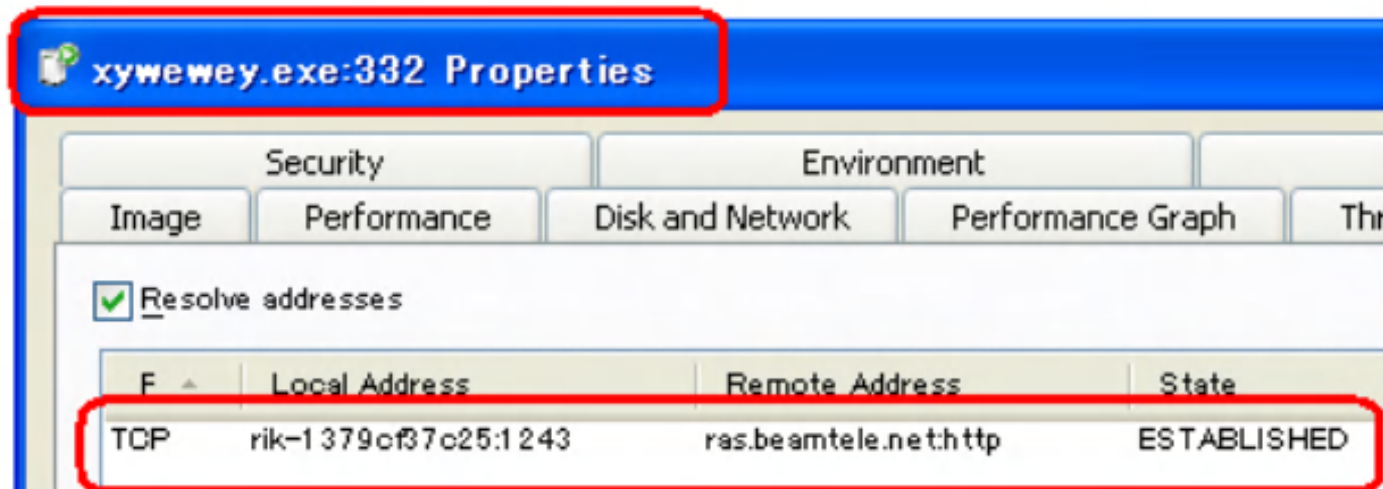 xywewey.exe:332 Properties
Security Environment
Image Performance Disk and Network Performance Graph Thr
Resolve addresses
F Local Address Remote Address State
TCP rik-1379cf37c25:1243 ras.beamtele.net:http ESTABLISHED